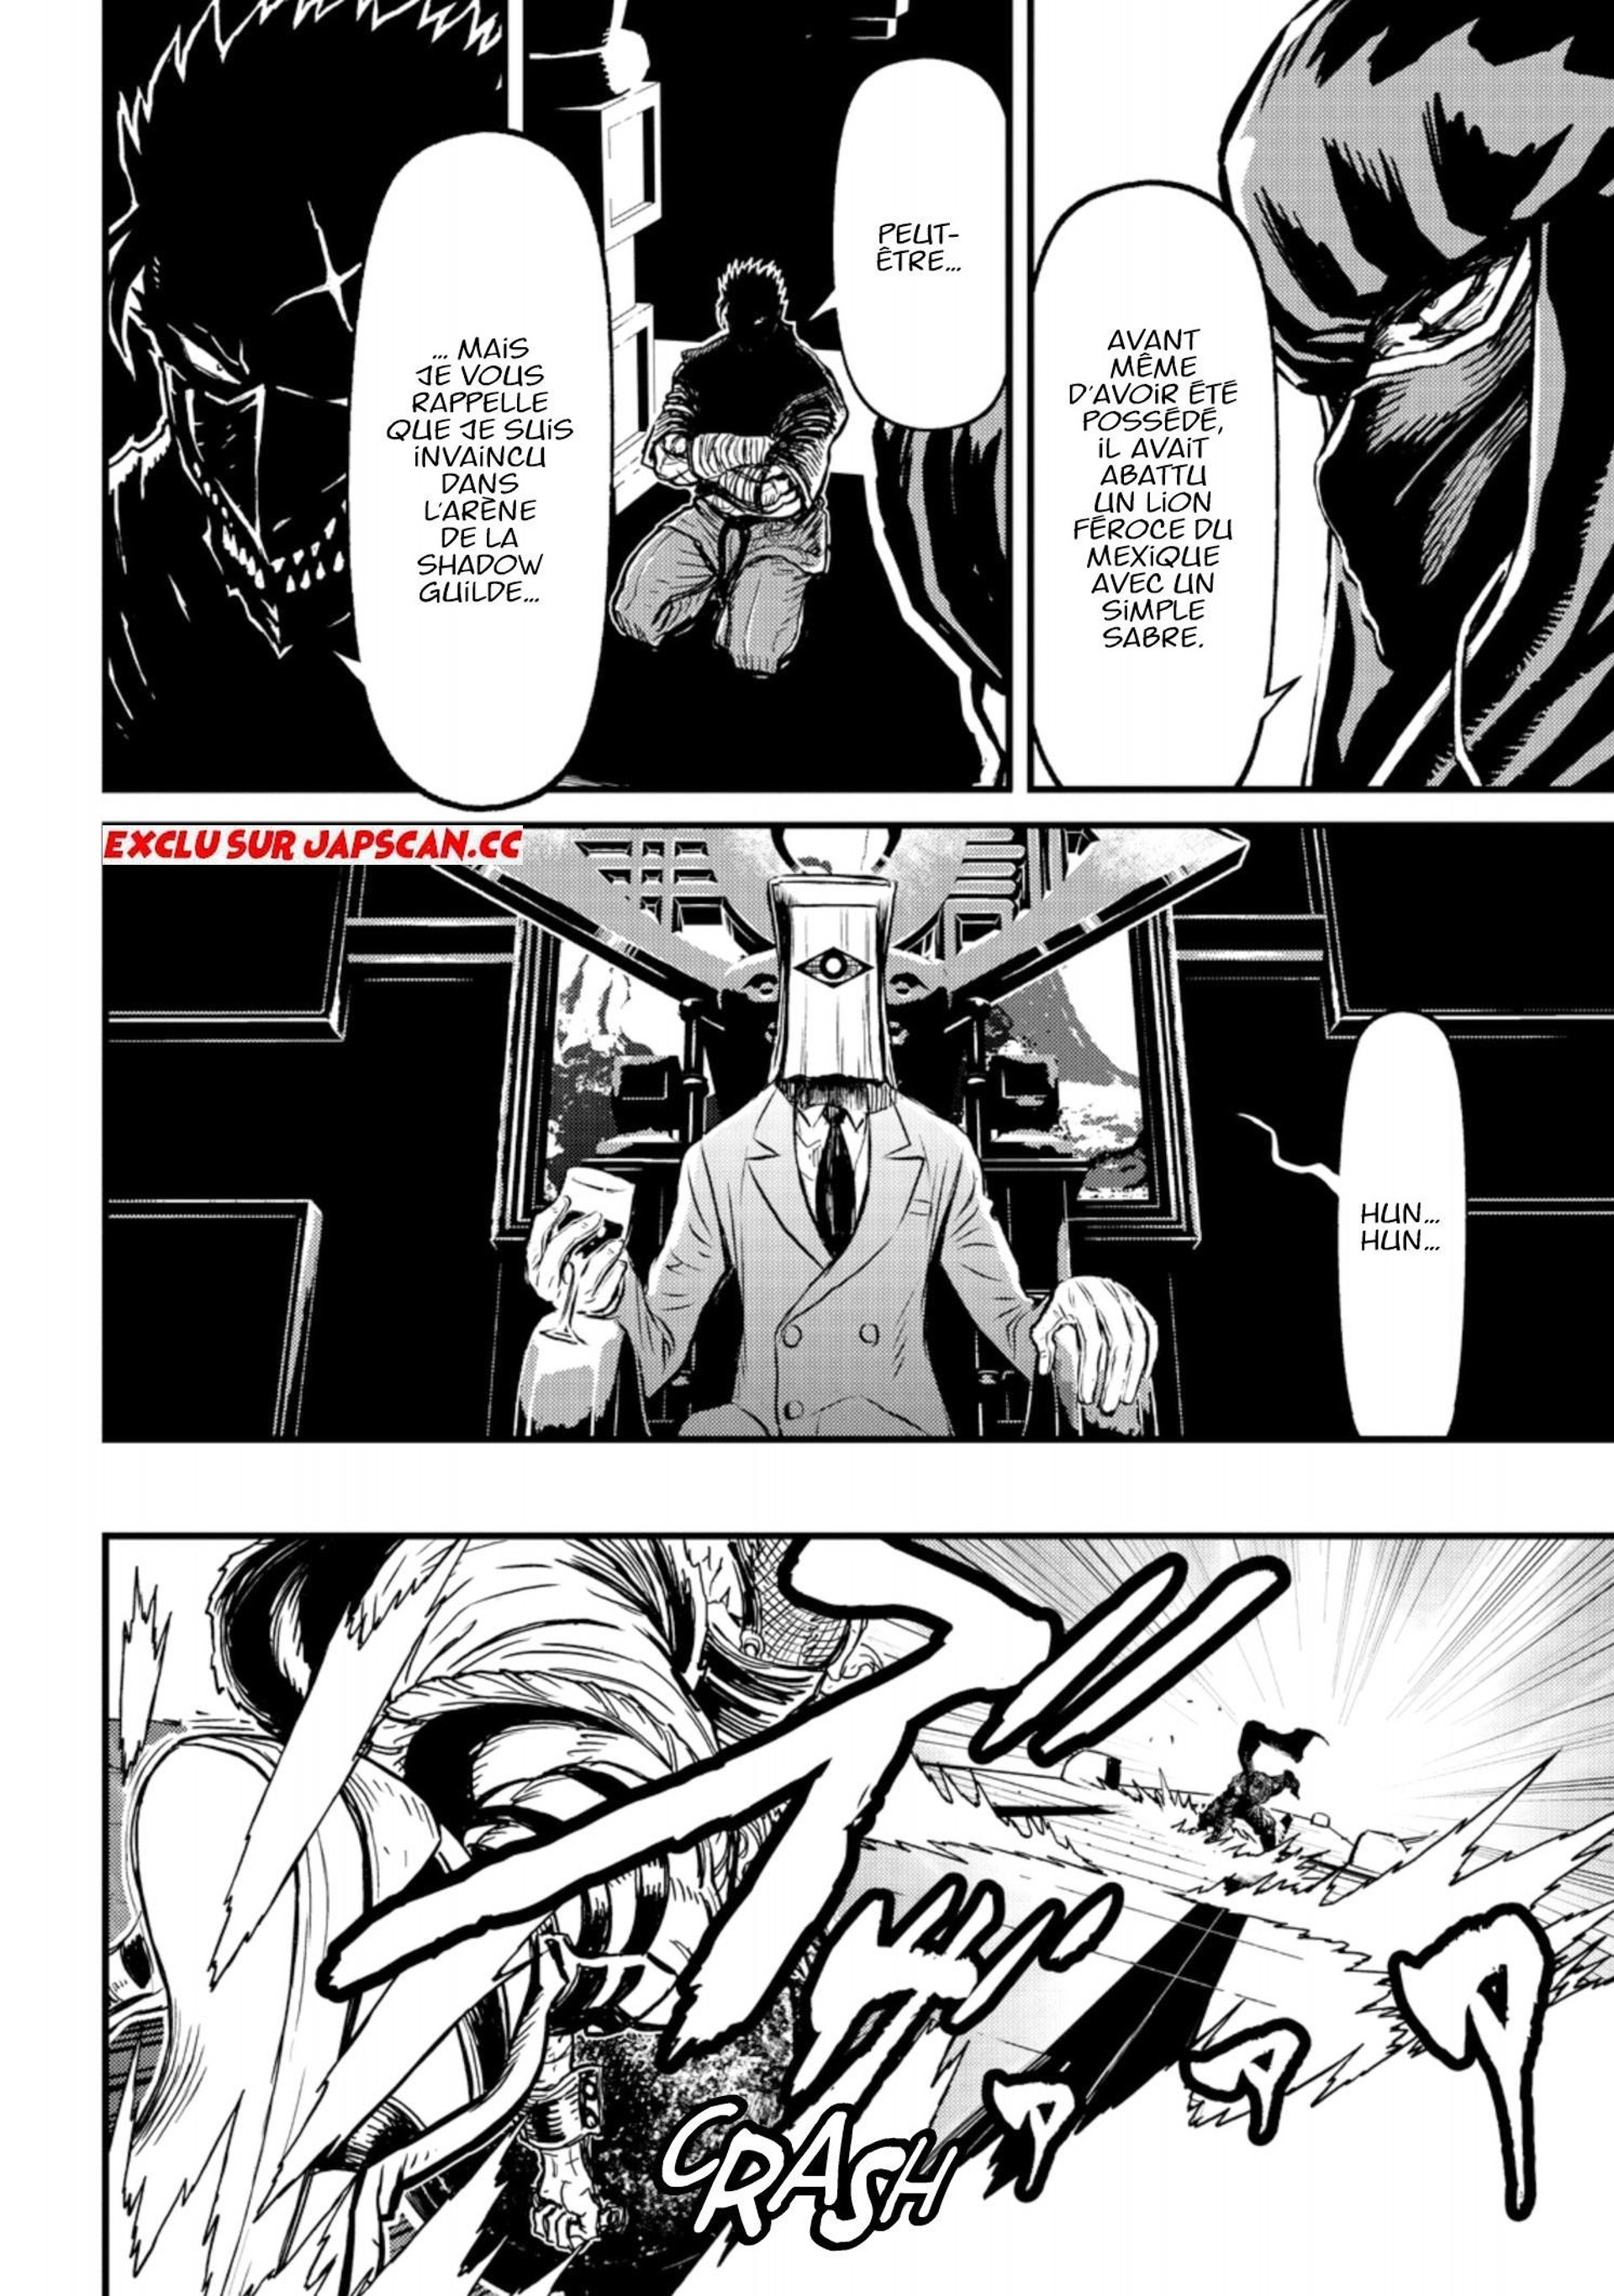 AVANT
MÊME
D'AVOIR ÉTÉ
POSSÉDÉ,
IL AVAIT
ABATTU
UN LION
FÉROCE DU
MEXIQUE
AVEC UN
SIMPLE
SABRE.
PEUT-
ÊTRE...
... MAIS
JE VOUS
RAPPELLE
QUE JE SUIS
INVAINCU
DANS
L'ARÈNE
DE LA
SHADOW
GUILDE...
EXCLU SUR JAPSCAN.CC
HUN...
HUN...
CRASH